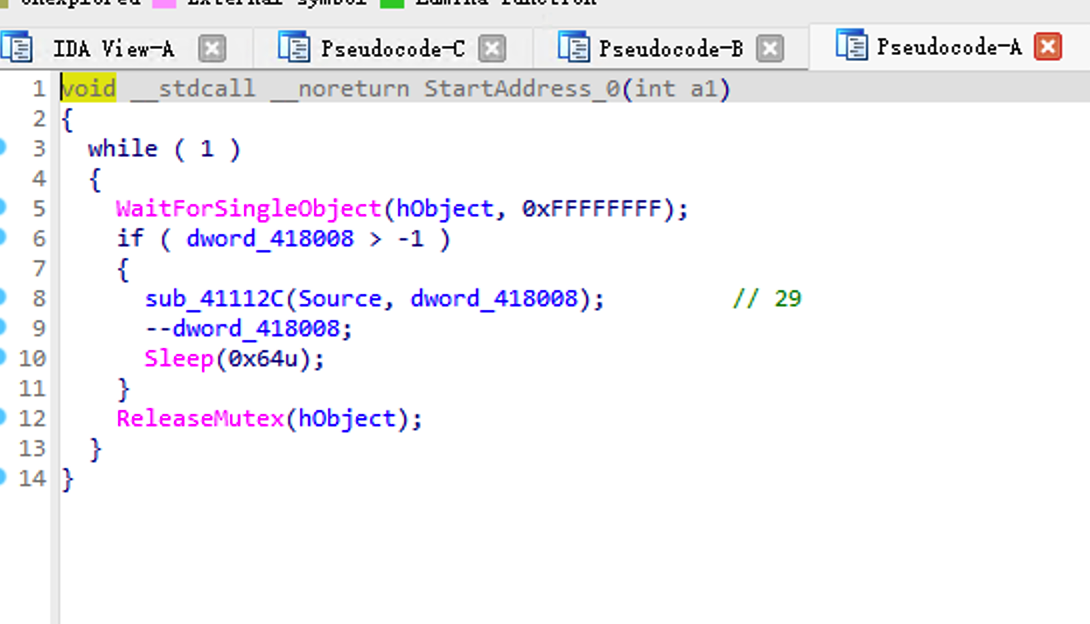 Unexplored External symbol Lumina function
IDA View-A Pseudocode-C Pseudocode-B Pseudocode-A
1 void __stdcall __noreturn StartAddress_0(int a1)
2 {
3 while ( 1 )
4 {
5 WaitForSingleObject(hObject, 0xFFFFFFFF);
6 if ( dword_418008 > -1 )
7 {
8 sub_41112C(Source, dword_418008); // 29
9 --dword_418008;
10 Sleep(0x64u);
11 }
12 ReleaseMutex(hObject);
13 }
14 }